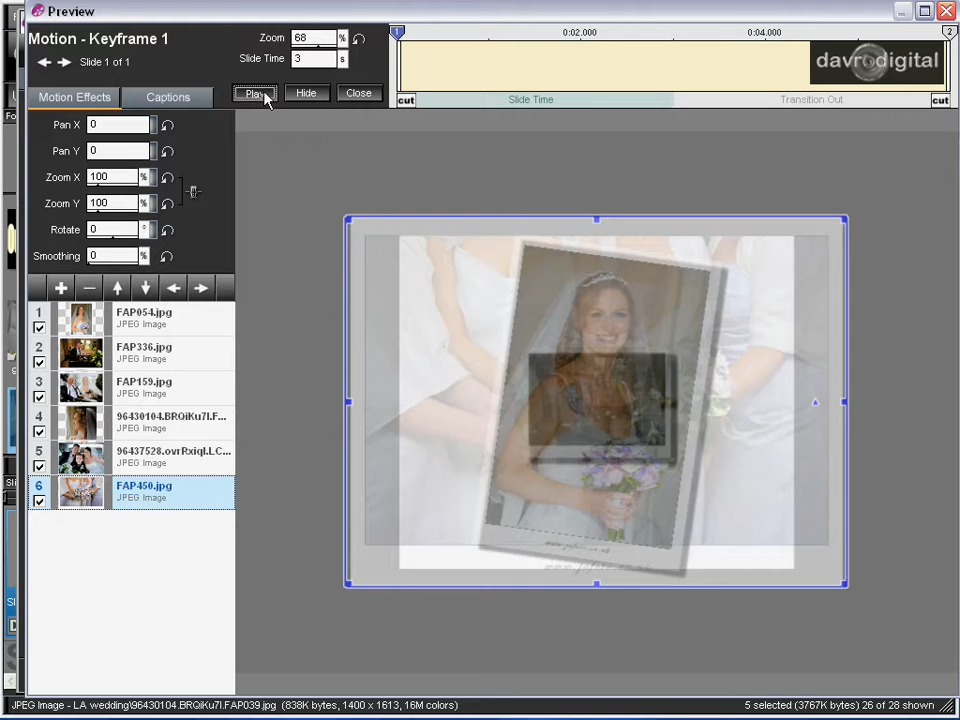 Preview
Motion - Keyframe 1
Slide 1 of 1
Zoom 68 %
Slide Time 3 s
Play Hide Close
0:02.000 0:04.000
1 2
davrodigital
cut Slide Time Transition Out cut
Motion Effects Captions
Pan X 0
Pan Y 0
Zoom X 100 %
Zoom Y 100 %
Rotate 0 °
Smoothing 0 %
1 FAP054.jpg
JPEG Image
2 FAP336.jpg
JPEG Image
3 FAP159.jpg
JPEG Image
4 96430104.BRQiKu7I.F...
JPEG Image
5 96437528.ovrRxiqI.LC...
JPEG Image
6 FAP450.jpg
JPEG Image
JPEG Image - LA wedding\96430104.BRQiKu7I.FAP039.jpg (838K bytes, 1400 x 1613, 16M colors)
5 selected (3767K bytes) 26 of 28 shown